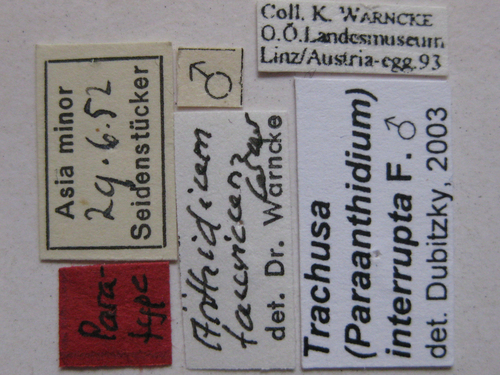 Coll. K. WARNCKE
O.Ö.Landesmuseum
Linz/Austria-egg.93
♂
Asia minor
29.6.52
Seidenstücker
Para-
type
det. Dr. Warncke
Trachusa
(Paraanthidium)
interrupta F. ♂
det. Dubitzky, 2003